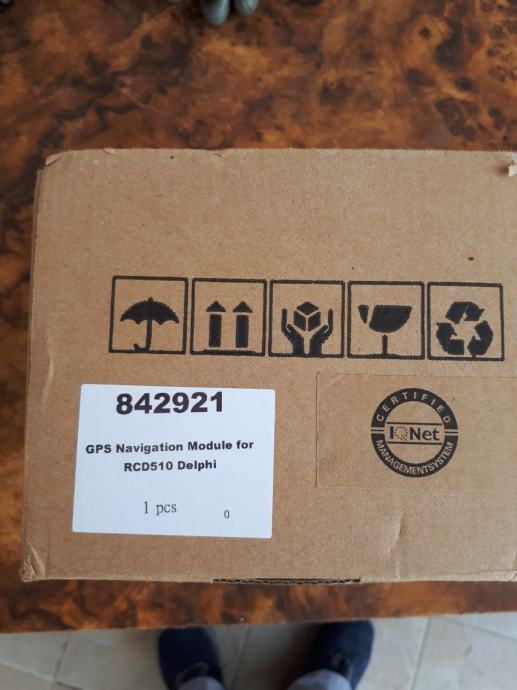 842921
GPS Navigation Module for
RCD510 Delphi
1 pcs
0
CERTIFIED
IQNet
MANAGEMENTSYSTEM